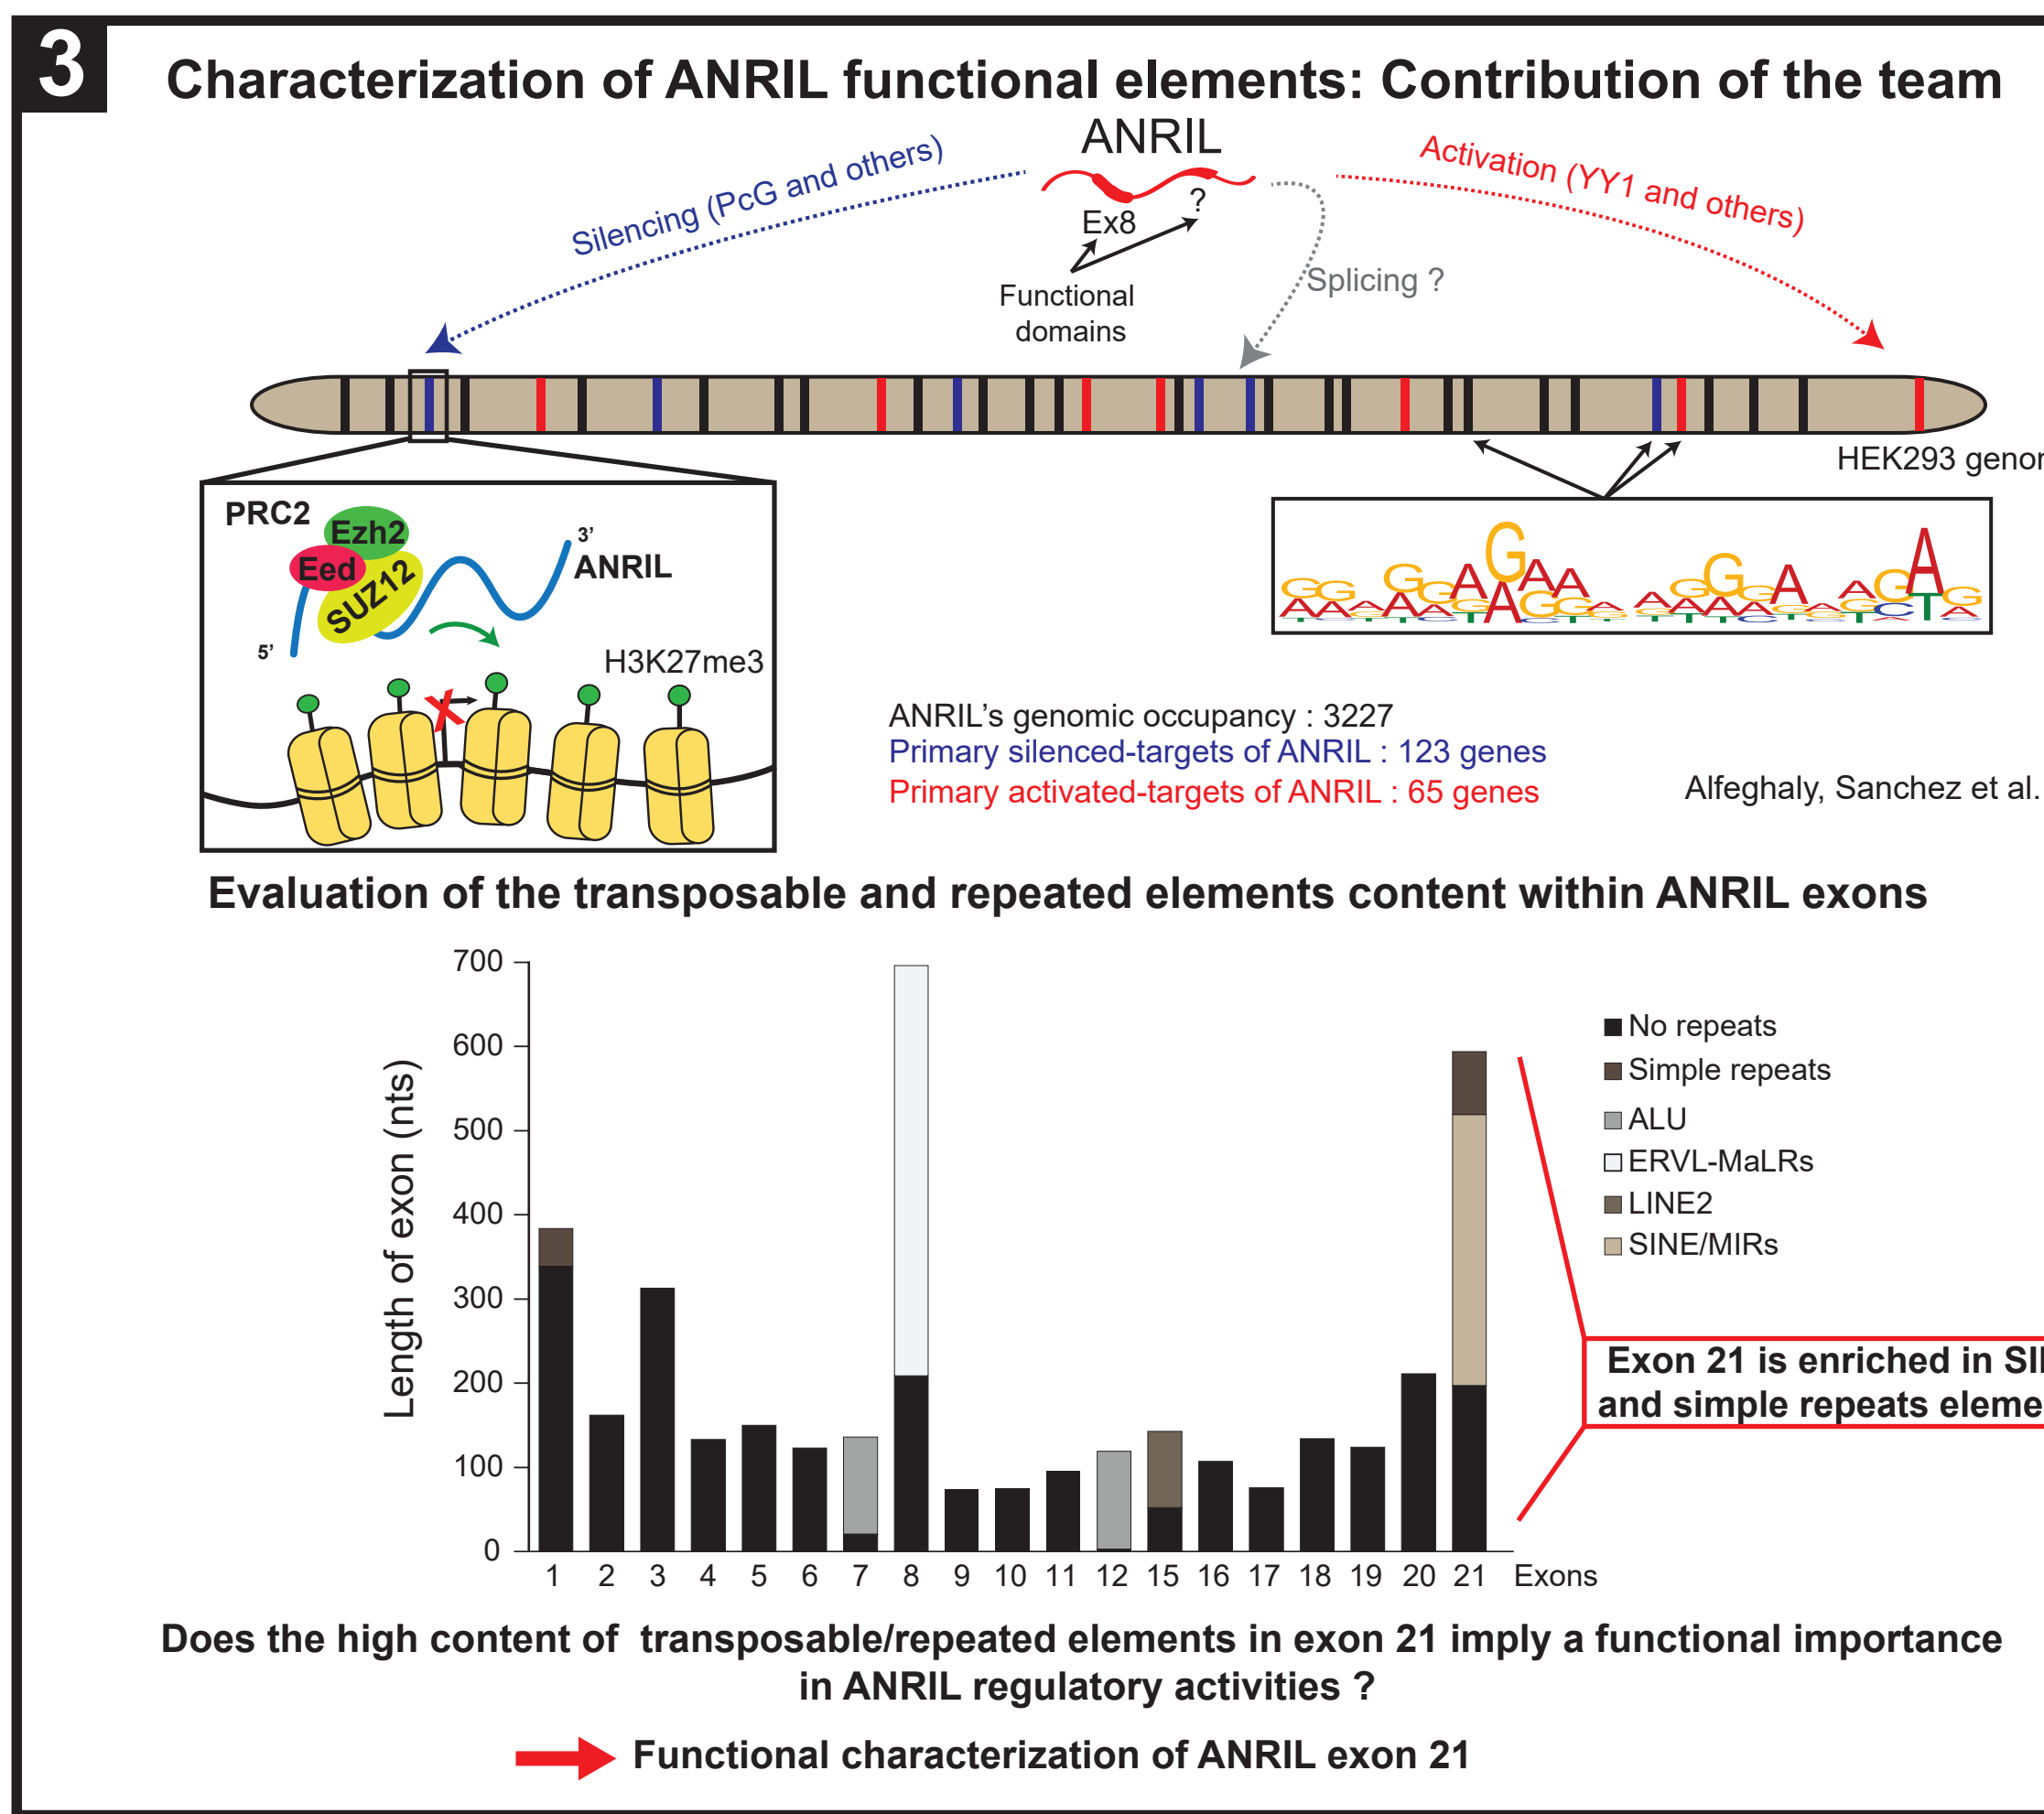 3
Characterization of ANRIL functional elements: Contribution of the team
ANRIL
Silencing (PcG and others)
Activation (YY1 and others)
?
Ex8
Splicing ?
Functional
domains
HEK293
PRC2
Ezh2
Eed
SUZ12
3’
ANRIL
5’
H3K27me3
ANRIL’s genomic occupancy : 3227
Primary silenced-targets of ANRIL : 123 genes
Primary activated-targets of ANRIL : 65 genes
Alfeghaly, Sanchez et al.
Evaluation of the transposable and repeated elements content within ANRIL exons
Length of exon (nts)
700
600
500
400
300
200
100
0
1 2 3 4 5 6 7 8 9 10 11 12 15 16 17 18 19 20 21 Exons
No repeats
Simple repeats
ALU
ERVL-MaLRs
LINE2
SINE/MIRs
Exon 21 is enriched in
and simple repeats
Does the high content of transposable/repeated elements in exon 21 imply a functional importance
in ANRIL regulatory activities ?
Functional characterization of ANRIL exon 21